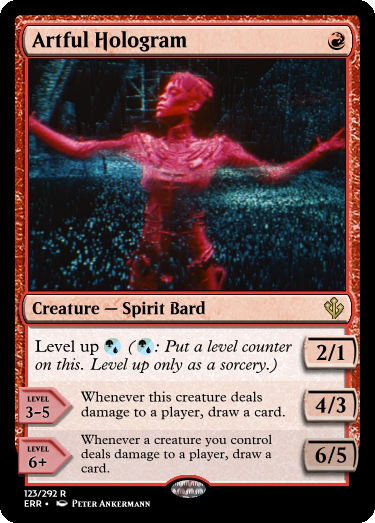 Artful Hologram
Creature — Spirit Bard
Level up (: Put a level counter
on this. Level up only as a sorcery.)
2/1
LEVEL
3-5
Whenever this creature deals
damage to a player, draw a card.
4/3
LEVEL
6+
Whenever a creature you control
deals damage to a player, draw a
card.
6/5
123/292 R
ERR • Peter Ankermann